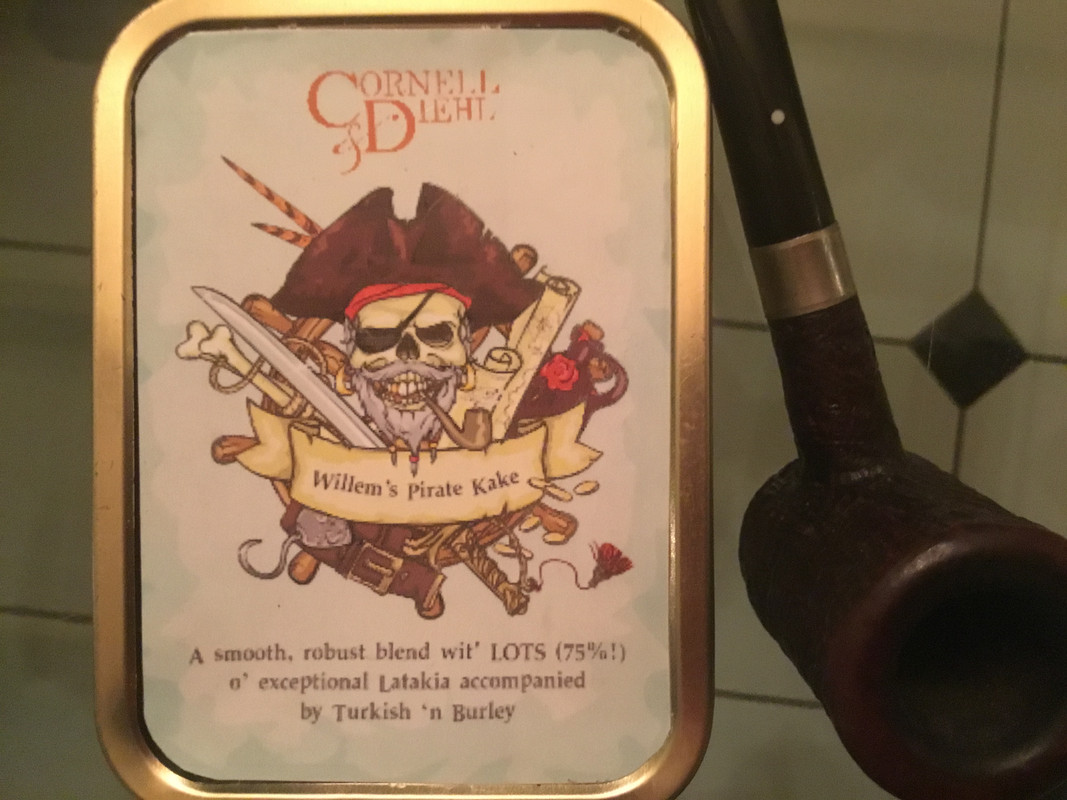 CORNELL
& DIEHL
Willem's Pirate Kake
A smooth, robust blend wit' LOTS (75%!)
o' exceptional Latakia accompanied
by Turkish 'n Burley